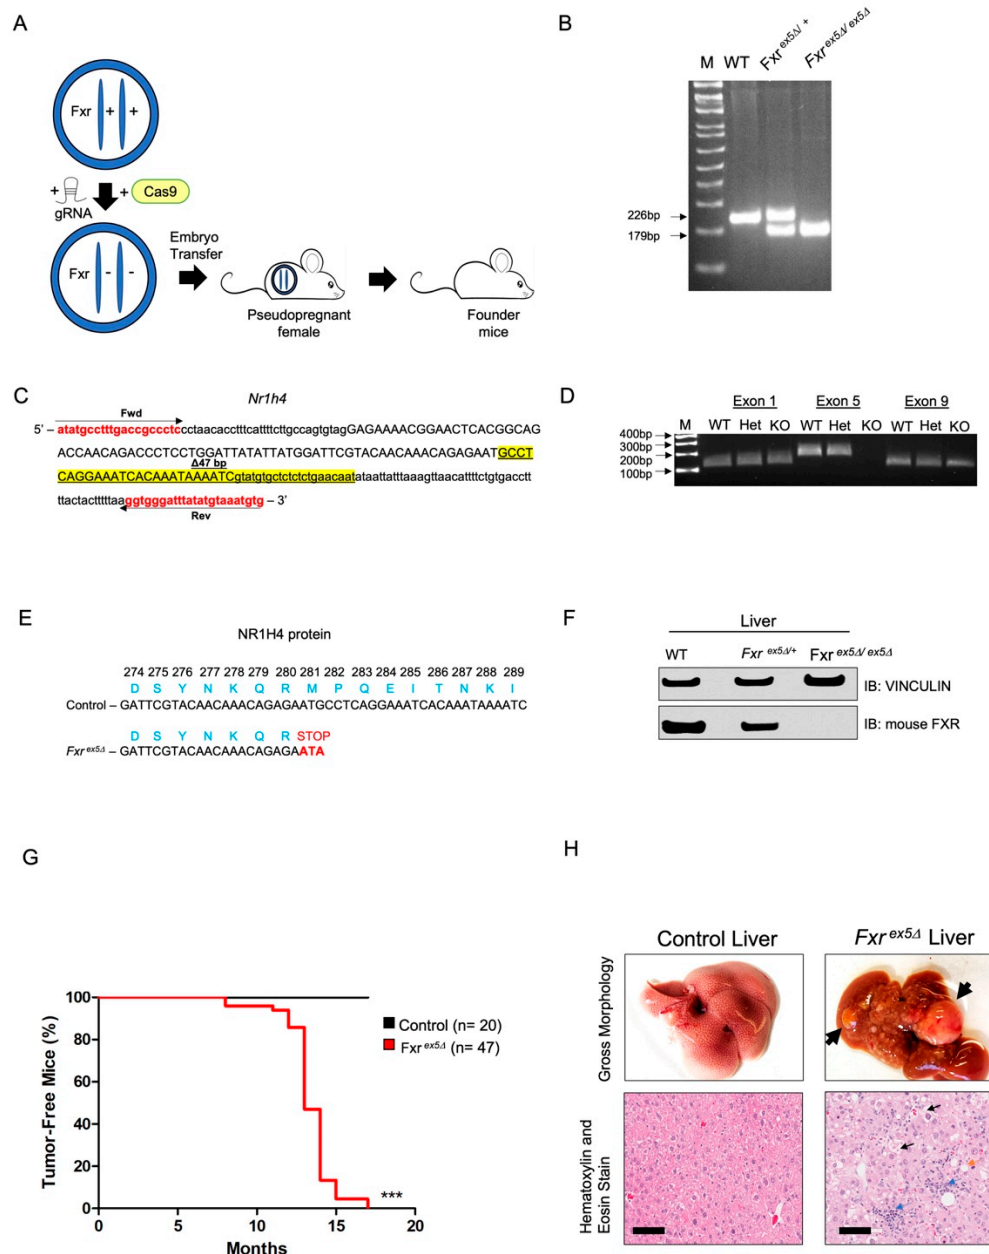 A
Fxr + +
+ gRNA + Cas9
Fxr - -
Embryo
Transfer
Pseudopregnant
female
Founder
mice
B
M WT Fxr ex5Δ/ + Fxr ex5Δ/ ex5Δ
226bp
179bp
C
Nr1h4
Fwd
5' – atatgcctttgaccgccctccctaacacctttcattttcttgccagtgtagGAGAAAACGGAACTCACGGCAG
ACCAACAGACCCTCCTGGATTATATTATGGATTCGTACAACAAACAGAGAATGCCT
Δ47 bp
CAGGAAATCACAAATAAAATCgtatgtgctctctctgaacaatataattatttaaagttaacattttctgtgacctt
ttactactttttaaggtgggatttatatgtaaatgtg – 3'
Rev
D
Exon 1 Exon 5 Exon 9
M WT Het KO WT Het KO WT Het KO
400bp
300bp
200bp
100bp
E
NR1H4 protein
274 275 276 277 278 279 280 281 282 283 284 285 286 287 288 289
D S Y N K Q R M P Q E I T N K I
Control – GATTCGTACAACAAACAGAGAATGCCTCAGGAAATCACAAATAAAATC
D S Y N K Q R STOP
Fxr ex5Δ – GATTCGTACAACAAACAGAGAATA
F
Liver
WT Fxr ex5Δ/+ Fxr ex5Δ/ ex5Δ
IB: VINCULIN
IB: mouse FXR
G
Tumor-Free Mice (%)
100
80
60
40
20
0
0 5 10 15 20
Months
Control (n= 20)
Fxr ex5Δ (n= 47)
***
H
Control Liver Fxr ex5Δ Liver
Gross Morphology
Hematoxylin and
Eosin Stain